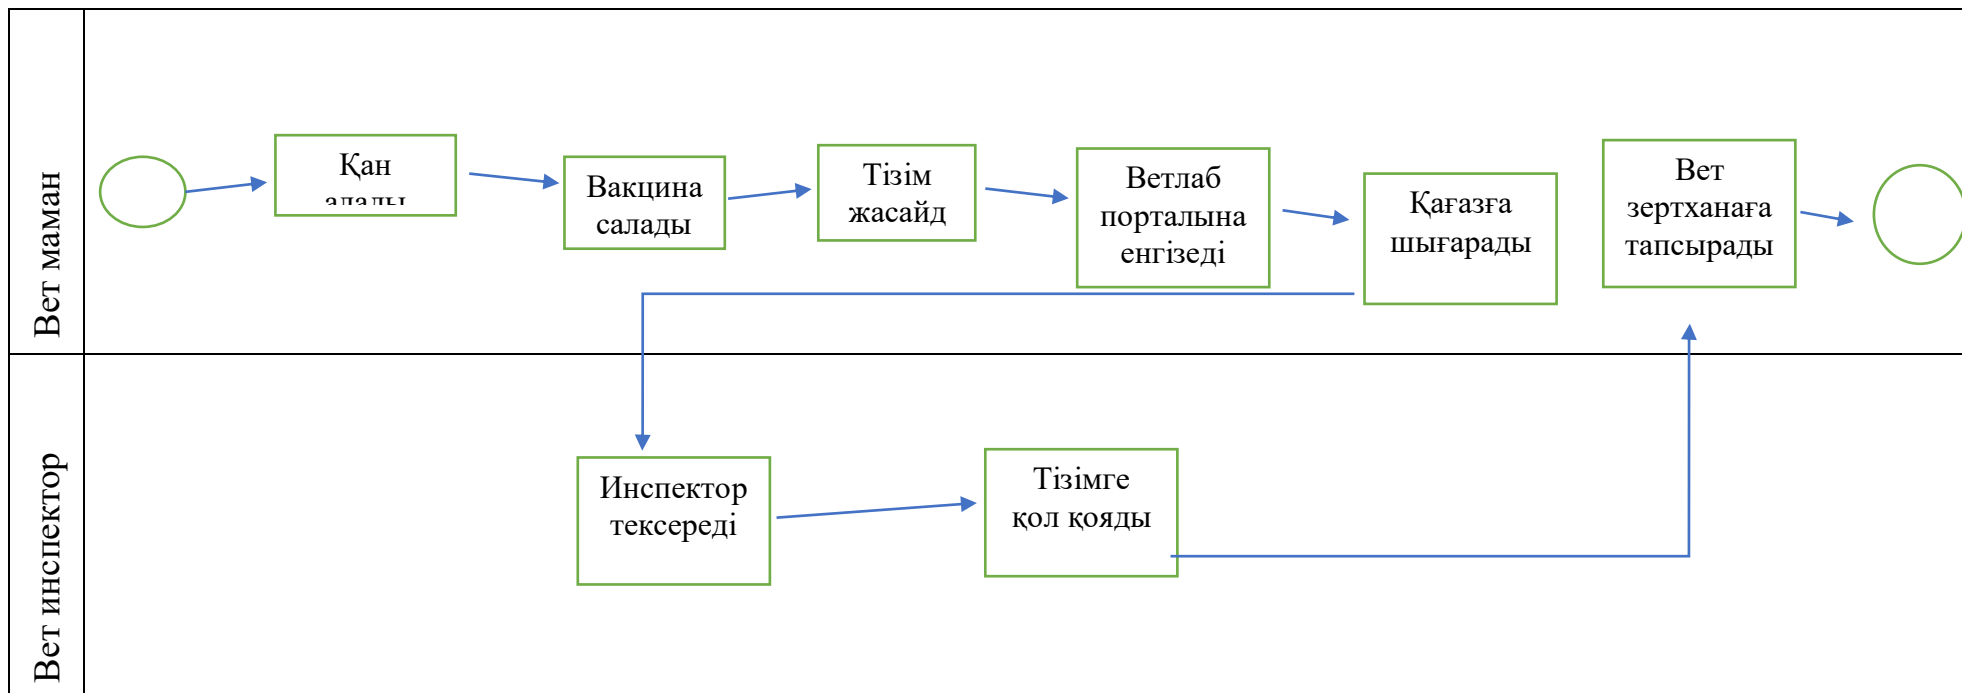 Вет маман
Қан
алады
Вакцина
салады
Тізім
жасайд
Ветлаб
порталына
енгізеді
Қағазға
шығарады
Вет
зертханаға
тапсырады
Вет инспектор
Инспектор
тексереді
Тізімге
қол қояды